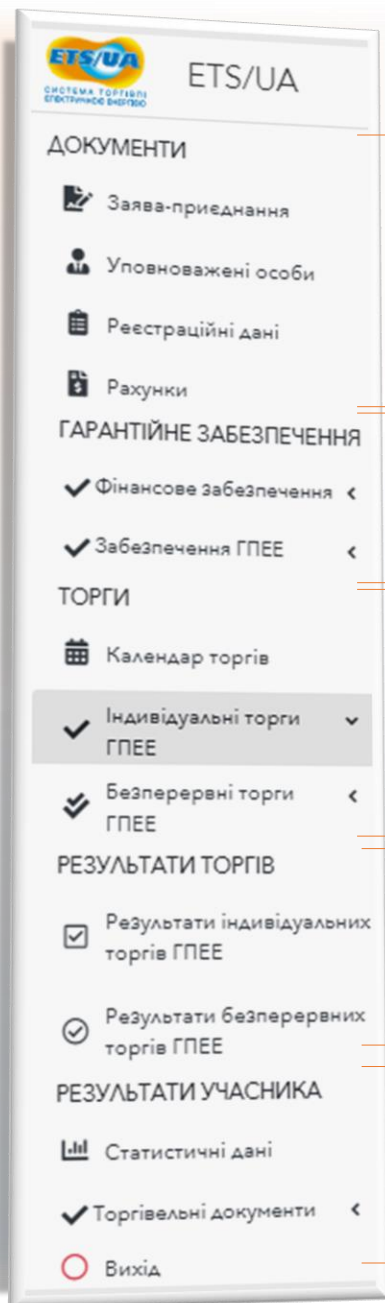 ETS/UA
СИСТЕМА ТОРГІВЛІ
ЕЛЕКТРИЧНОЮ ЕНЕРГІЄЮ
ETS/UA
ДОКУМЕНТИ
Заява-приєднання
Уповноважені особи
Реєстраційні дані
Рахунки
ГАРАНТІЙНЕ ЗАБЕЗПЕЧЕННЯ
Фінансове забезпечення
Забезпечення ГПЕЕ
ТОРГИ
Календар торгів
Індивідуальні торги
ГПЕЕ
Безперервні торги
ГПЕЕ
РЕЗУЛЬТАТИ ТОРГІВ
Результати індивідуальних
торгів ГПЕЕ
Результати безперервних
торгів ГПЕЕ
РЕЗУЛЬТАТИ УЧАСНИКА
Статистичні дані
Торгівельні документи
Вихід